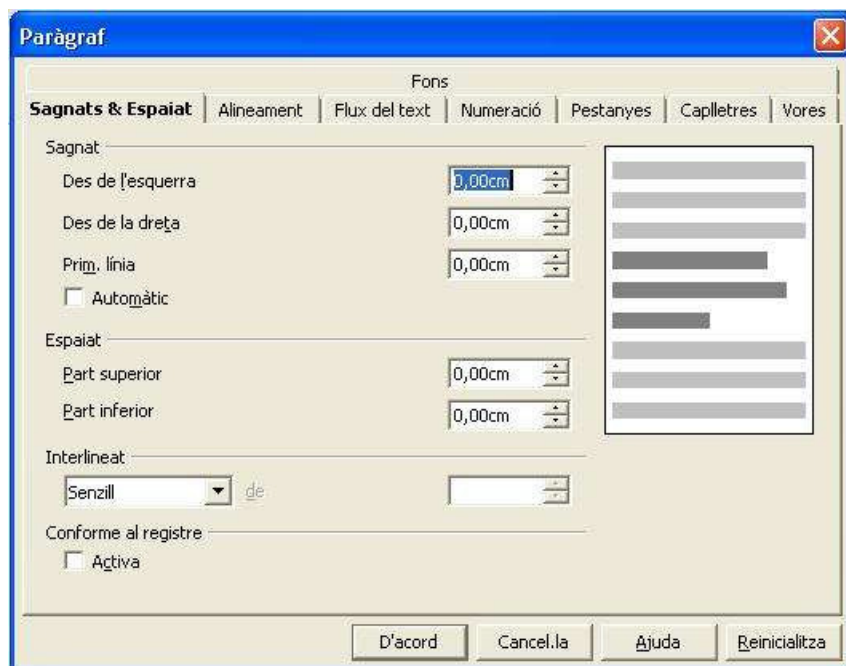 Paràgraf
Fons
Sagnats & Espaiat Alineament Flux del text Numeració Pestanyes Caplletres Vores
Sagnat
Des de l'esquerra 0,00cm
Des de la dreta 0,00cm
Prim. línia 0,00cm
Automàtic
Espaiat
Part superior 0,00cm
Part inferior 0,00cm
Interlineat
Senzill de
Conforme al registre
Activa
D'acord Cancel.la Ajuda Reinicialitza